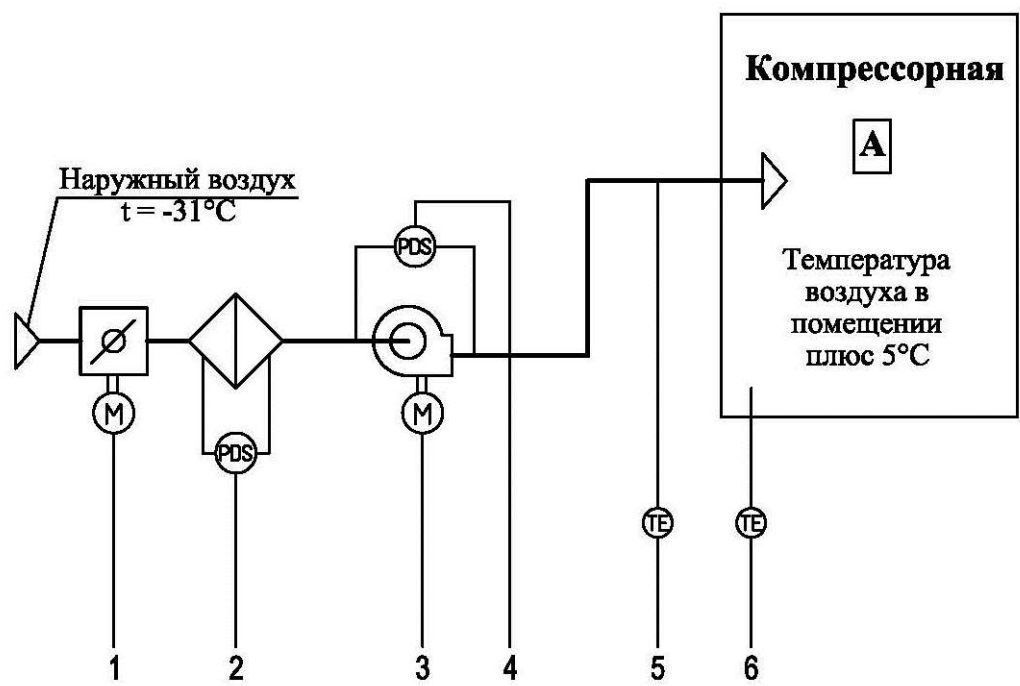 Компрессорная
А
Наружный воздух
t = -31°С
PDS
Температура
воздуха в
помещении
плюс 5°С
M
M
PDS
TE
TE
1
2
3
4
5
6